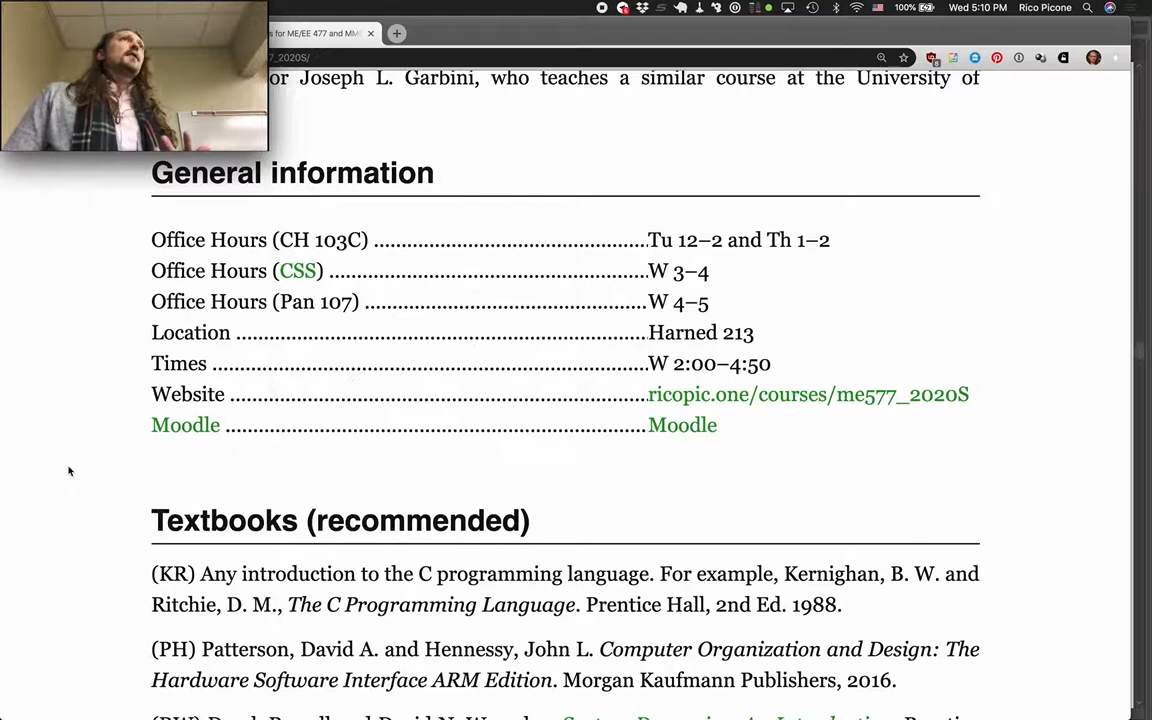 100% Wed 5:10 PM Rico Picone
s for ME/EE 477 and MM
77_2020S/
or Joseph L. Garbini, who teaches a similar course at the University of
General information
Office Hours (CH 103C) Tu 12–2 and Th 1–2
Office Hours (CSS) W 3–4
Office Hours (Pan 107) W 4–5
Location Harned 213
Times W 2:00–4:50
Website ricopic.one/courses/me577_2020S
Moodle Moodle
Textbooks (recommended)
(KR) Any introduction to the C programming language. For example, Kernighan, B. W. and
Ritchie, D. M., The C Programming Language. Prentice Hall, 2nd Ed. 1988.
(PH) Patterson, David A. and Hennessy, John L. Computer Organization and Design: The
Hardware Software Interface ARM Edition. Morgan Kaufmann Publishers, 2016.